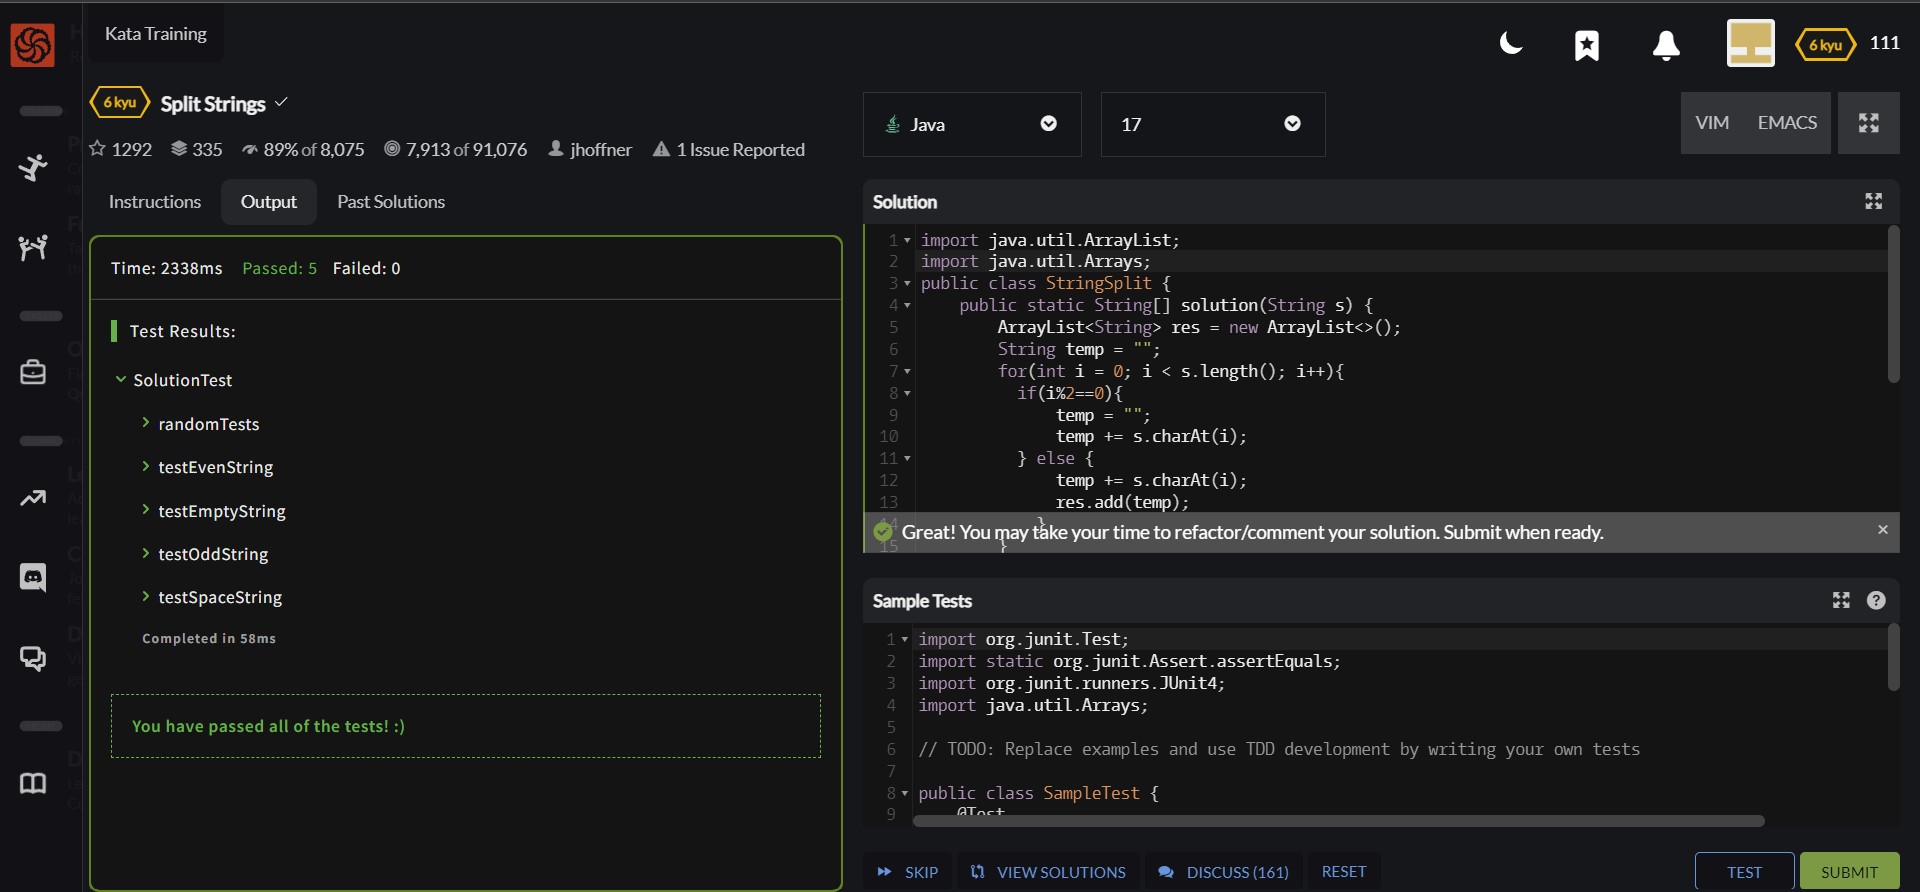 Kata Training
6 kyu
111
6 kyu Split Strings
1292 335 89% of 8,075 7,913 of 91,076 jhoffner 1 Issue Reported
Java
17
VIM EMACS
Instructions Output Past Solutions
Time: 2338ms Passed: 5 Failed: 0
Test Results:
SolutionTest
randomTests
testEvenString
testEmptyString
testOddString
testSpaceString
Completed in 58ms
You have passed all of the tests! :)
Solution
1 import java.util.ArrayList;
2 import java.util.Arrays;
3 public class StringSplit {
4 public static String[] solution(String s) {
5 ArrayList<String> res = new ArrayList<>();
6 String temp = "";
7 for(int i = 0; i < s.length(); i++){
8 if(i%2==0){
9 temp = "";
10 temp += s.charAt(i);
11 } else {
12 temp += s.charAt(i);
13 res.add(temp);
14 }
15 }
Great! You may take your time to refactor/comment your solution. Submit when ready.
Sample Tests
1 import org.junit.Test;
2 import static org.junit.Assert.assertEquals;
3 import org.junit.runners.JUnit4;
4 import java.util.Arrays;
5
6 // TODO: Replace examples and use TDD development by writing your own tests
7
8 public class SampleTest {
9 @Test
SKIP VIEW SOLUTIONS DISCUSS (161) RESET TEST SUBMIT